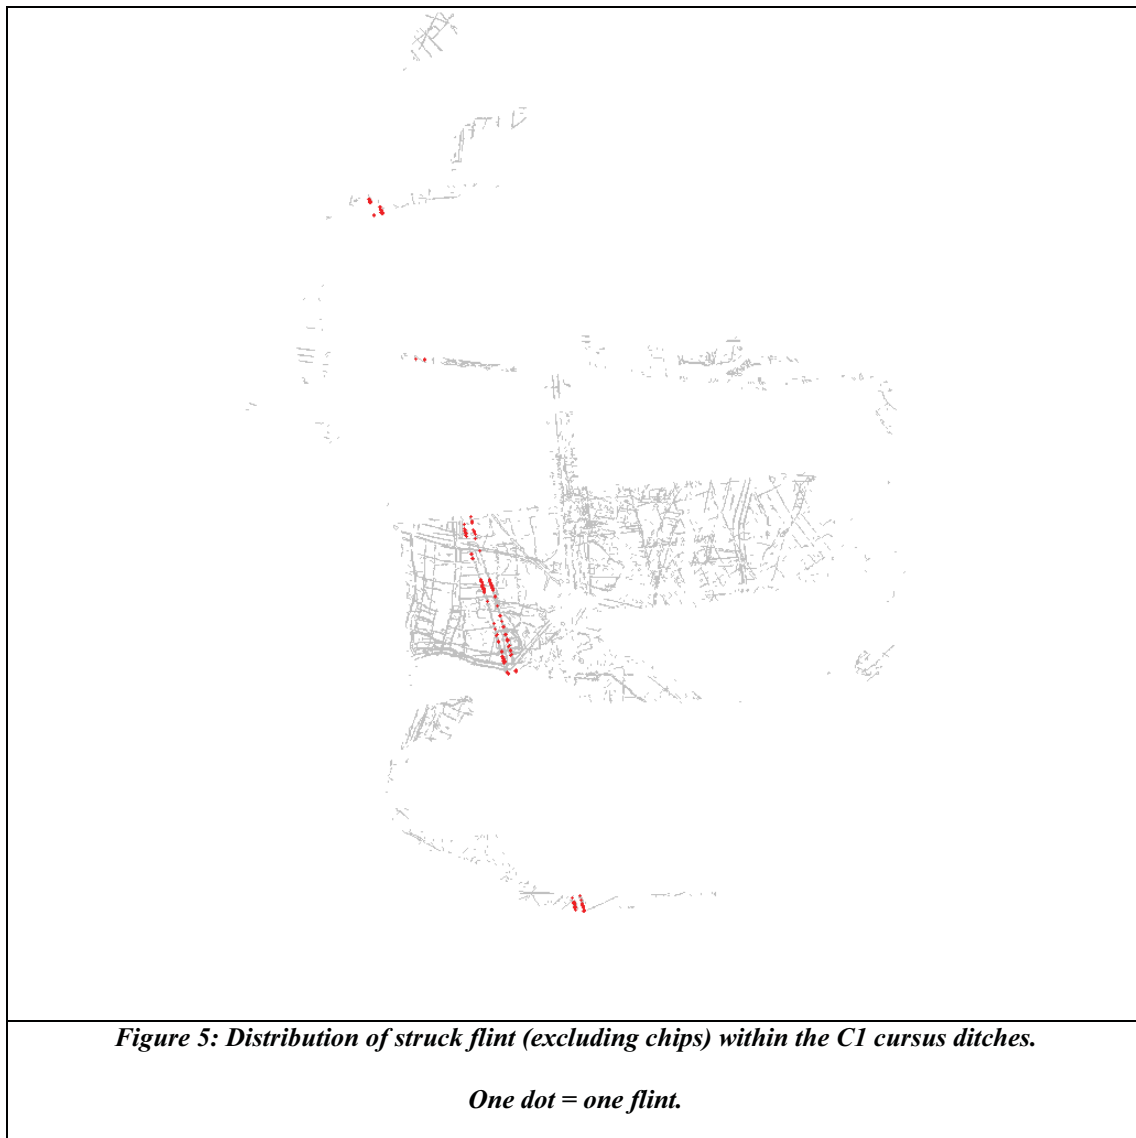 Figure 5: Distribution of struck flint (excluding chips) within the C1 cursus ditches.
One dot = one flint.